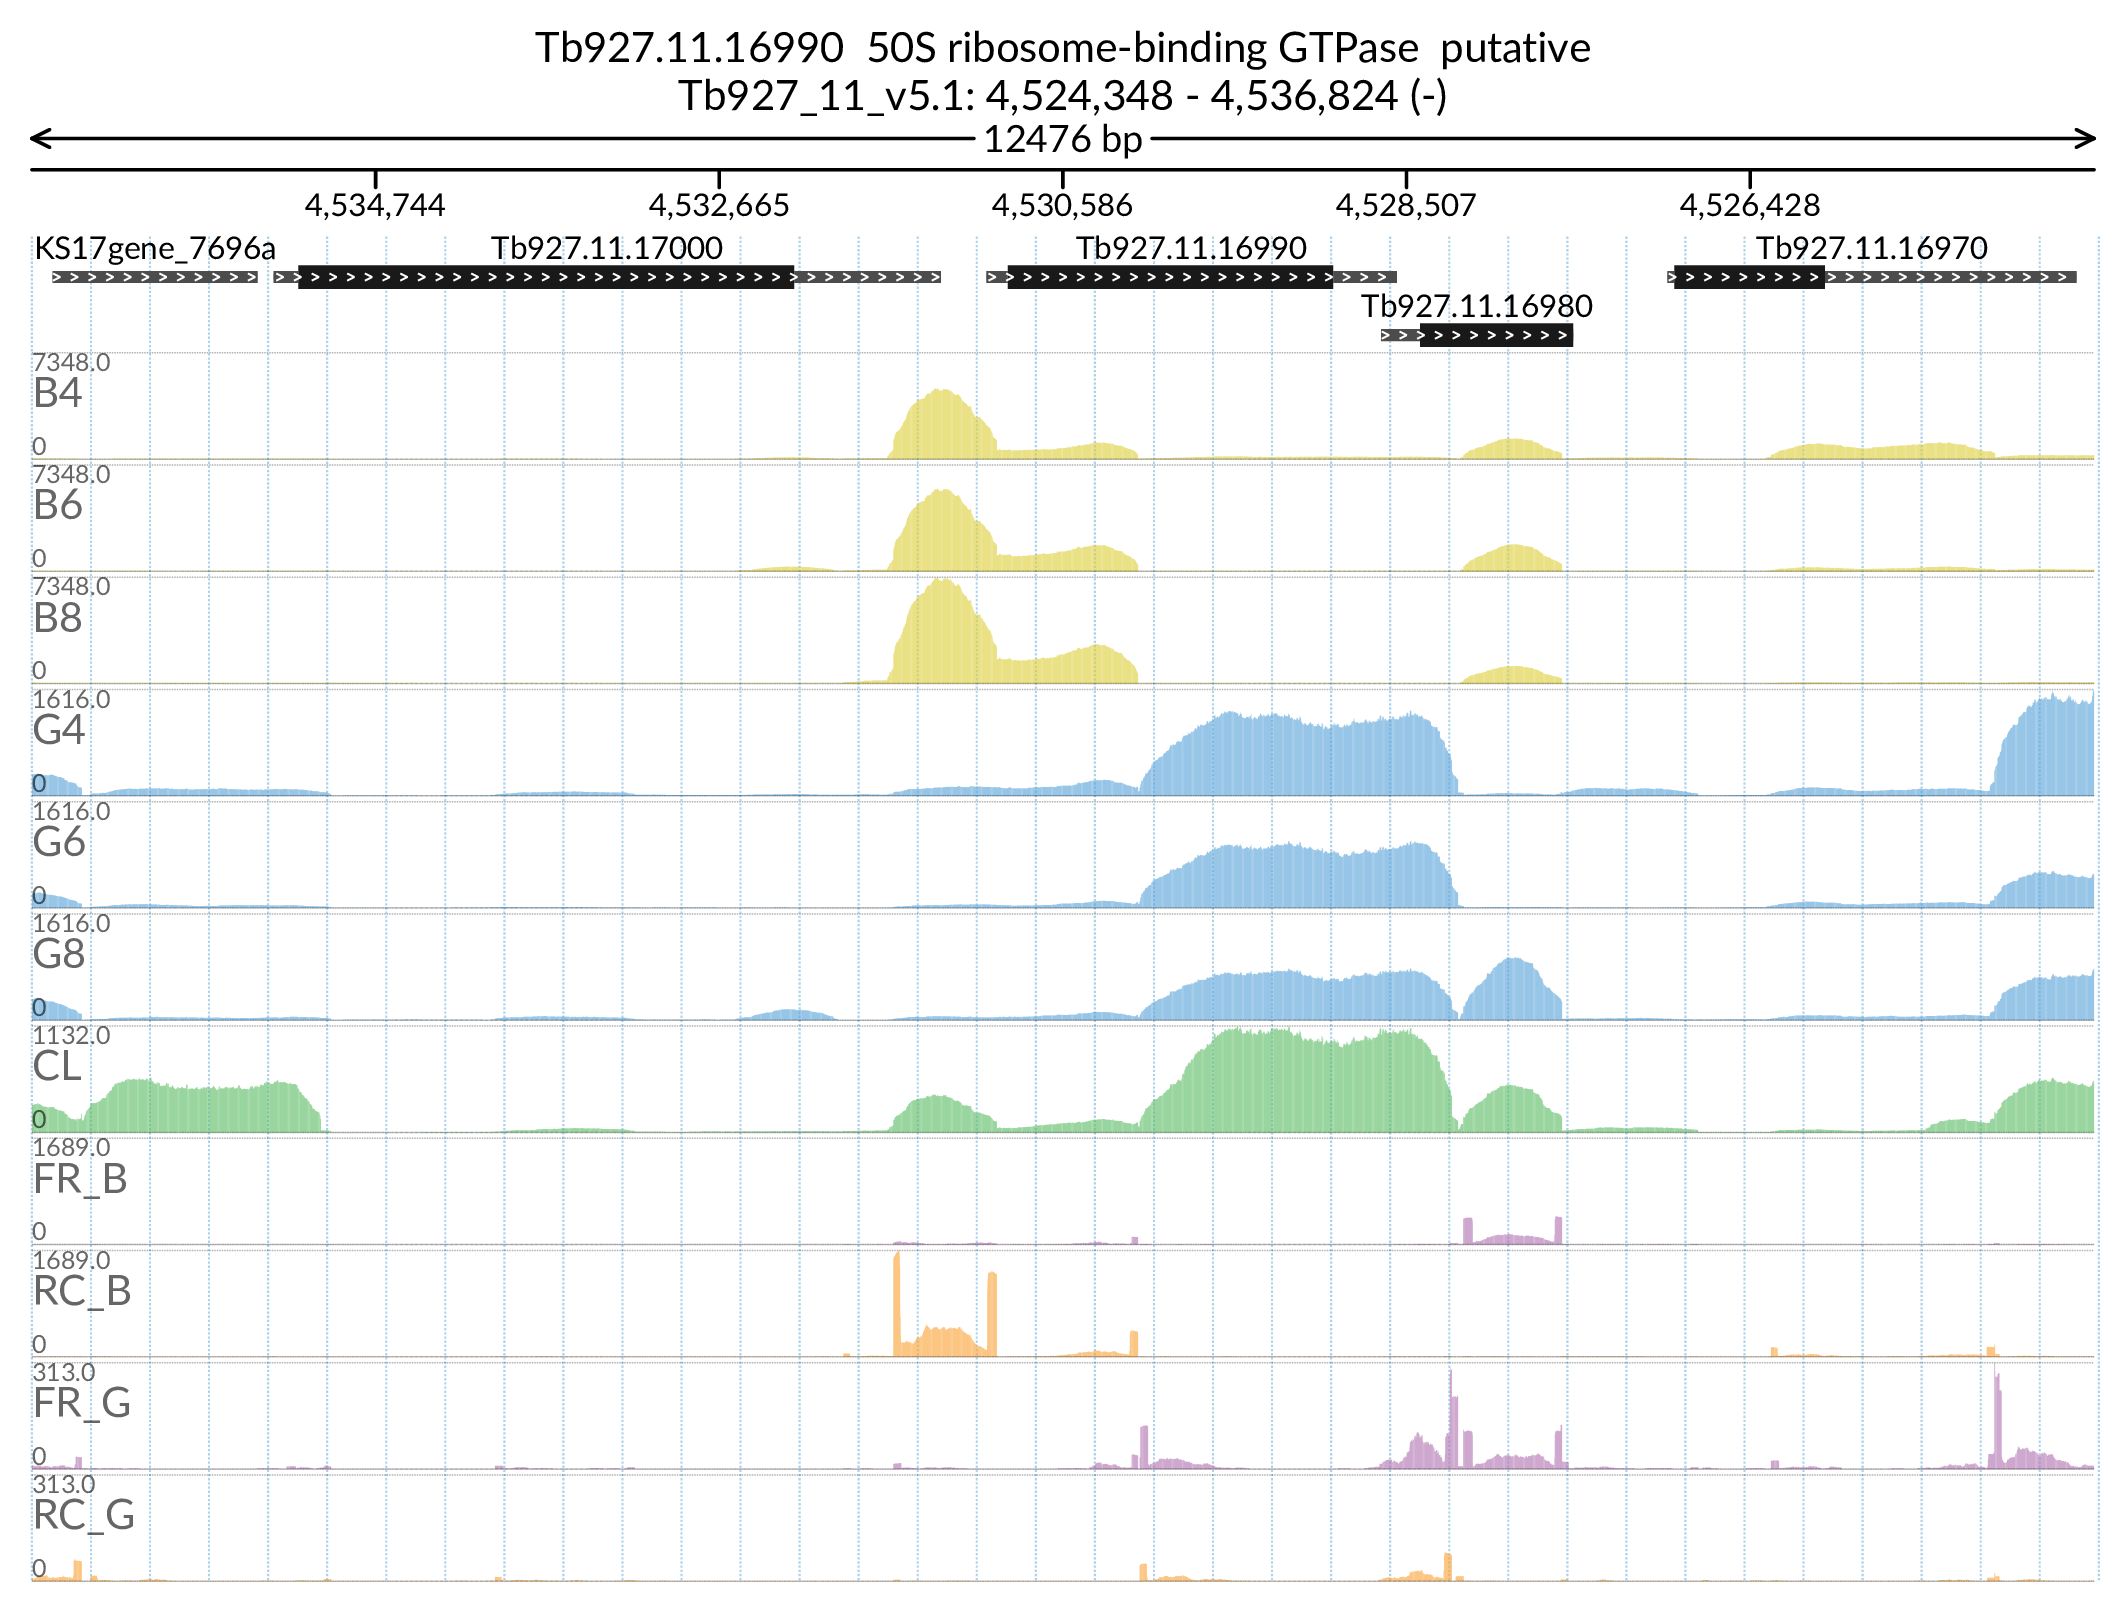 Tb927.11.16990 50S ribosome-binding GTPase putative
Tb927_11_v5.1: 4,524,348 - 4,536,824 (-)
12476 bp
4,534,744 4,532,665 4,530,586 4,528,507 4,526,428
KS17gene_7696a Tb927.11.17000 Tb927.11.16990 Tb927.11.16970
Tb927.11.16980
7348.0
B4
0
7348.0
B6
0
7348.0
B8
0
1616.0
G4
0
1616.0
G6
0
1616.0
G8
0
1132.0
CL
0
1689.0
FR_B
0
1689.0
RC_B
0
313.0
FR_G
0
313.0
RC_G
0